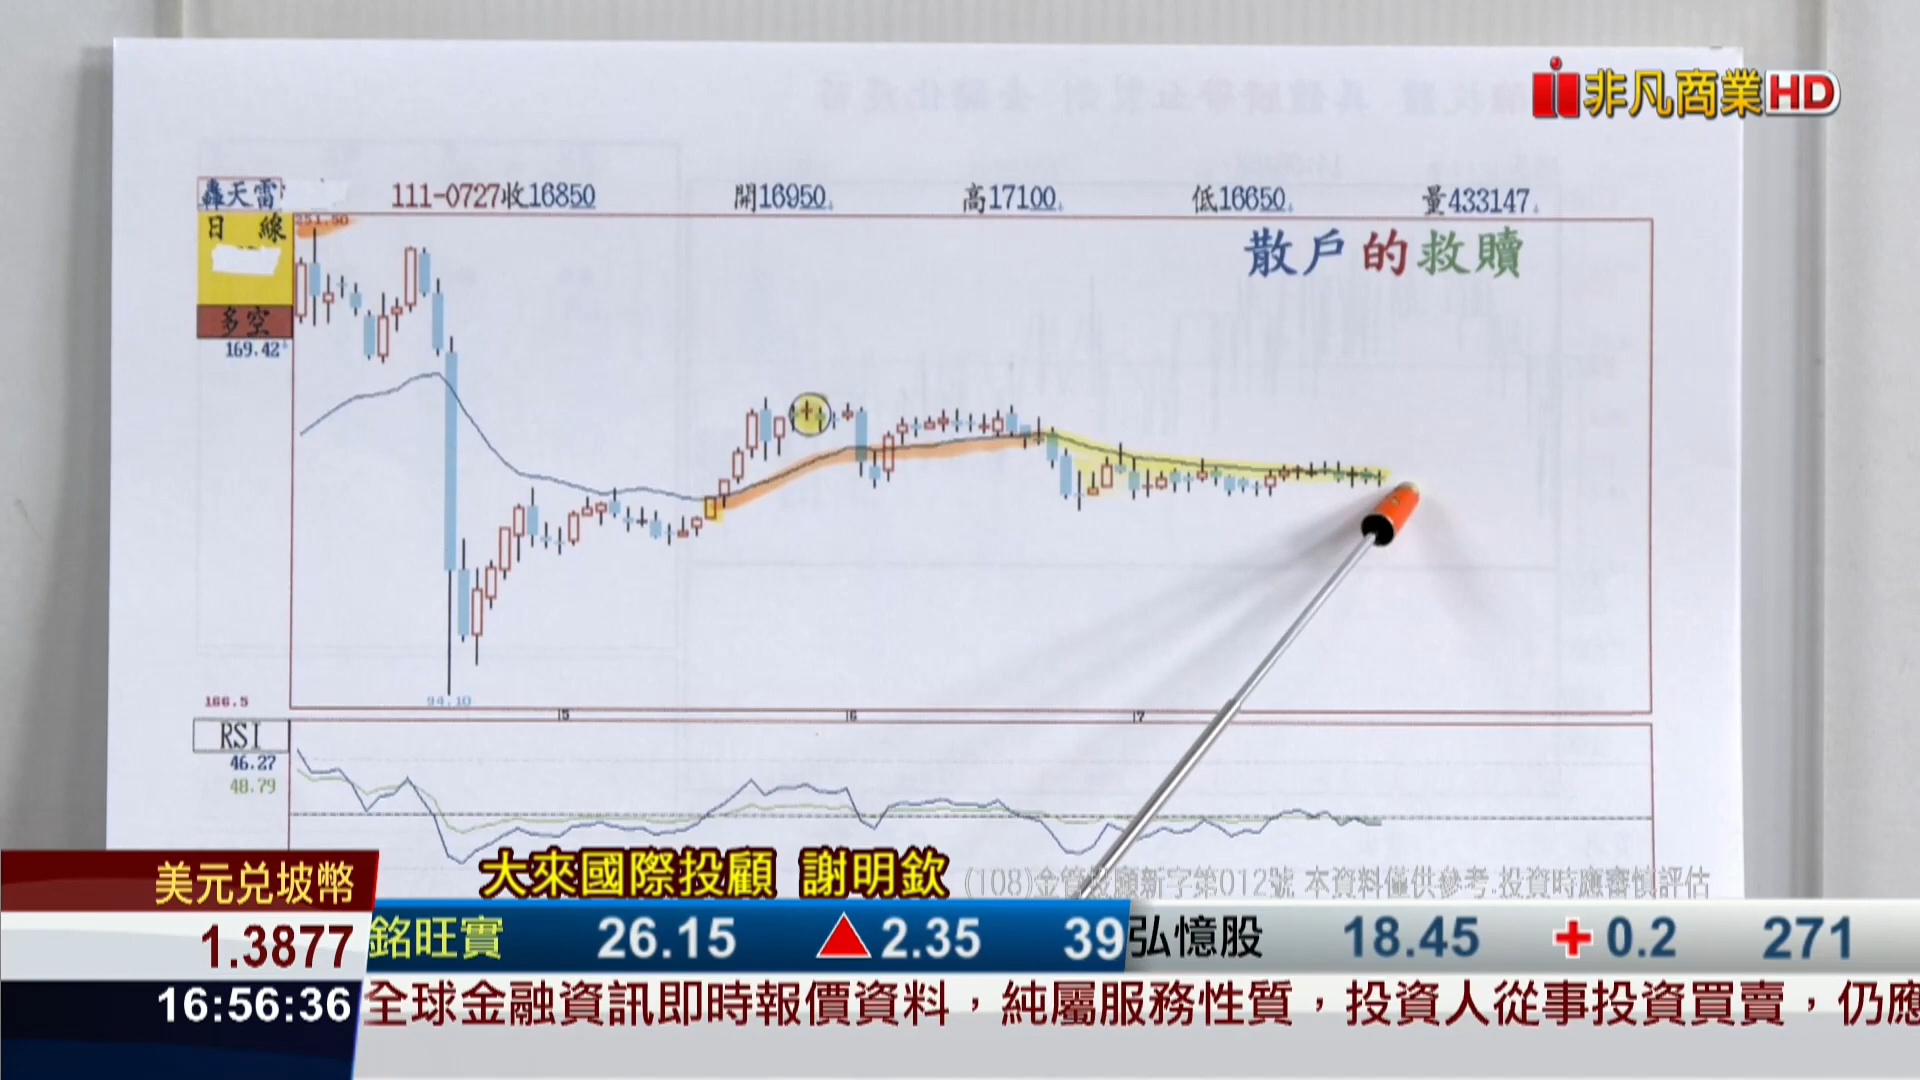 非凡商業HD
轟天雷 111-0727收16850 開16950 高17100 低16650 量433147
日 線
251.50
散戶的救贖
多空
169.42
166.5
94.10
5 6 7
RSI
46.27
48.79
美元兌坡幣
大來國際投顧 謝明欽
(108)金管投顧新字第012號 本資料僅供參考.投資時應審慎評估
1.3877
銘旺實 26.15 ▲2.35 39 弘憶股 18.45 +0.2 271
16:56:36
全球金融資訊即時報價資料，純屬服務性質，投資人從事投資買賣，仍應